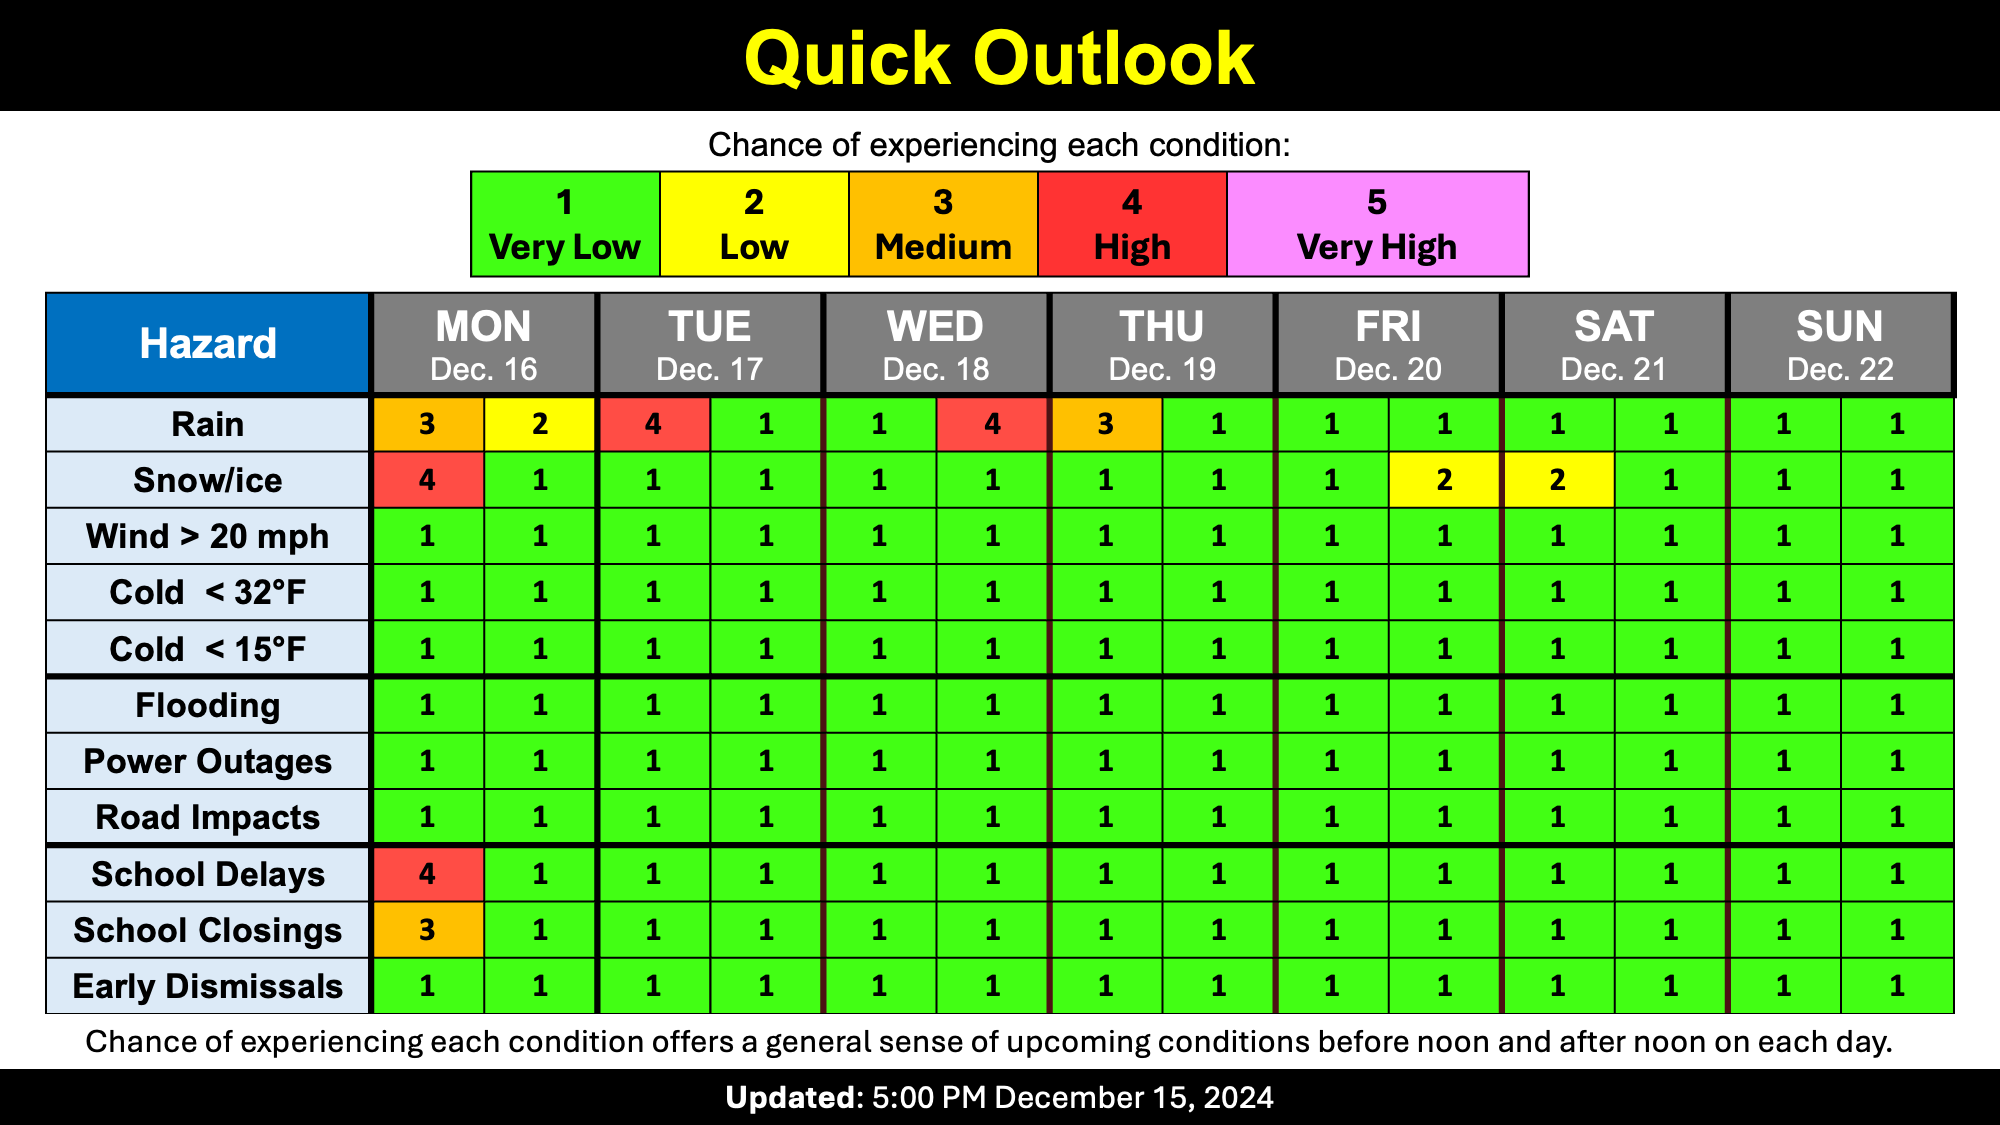 Quick Outlook
Chance of experiencing each condition:
1 2 3 4 5
Very Low Low Medium High Very High
Hazard MON TUE WED THU FRI SAT SUN
Dec. 16 Dec. 17 Dec. 18 Dec. 19 Dec. 20 Dec. 21 Dec. 22
Rain 3 2 4 1 1 4 3 1 1 1 1 1 1 1
Snow/ice 4 1 1 1 1 1 1 1 1 2 2 1 1 1
Wind > 20 mph 1 1 1 1 1 1 1 1 1 1 1 1 1 1
Cold < 32°F 1 1 1 1 1 1 1 1 1 1 1 1 1 1
Cold < 15°F 1 1 1 1 1 1 1 1 1 1 1 1 1 1
Flooding 1 1 1 1 1 1 1 1 1 1 1 1 1 1
Power Outages 1 1 1 1 1 1 1 1 1 1 1 1 1 1
Road Impacts 1 1 1 1 1 1 1 1 1 1 1 1 1 1
School Delays 4 1 1 1 1 1 1 1 1 1 1 1 1 1
School Closings 3 1 1 1 1 1 1 1 1 1 1 1 1 1
Early Dismissals 1 1 1 1 1 1 1 1 1 1 1 1 1 1
Chance of experiencing each condition offers a general sense of upcoming conditions before noon and after noon on each day.
Updated: 5:00 PM December 15, 2024